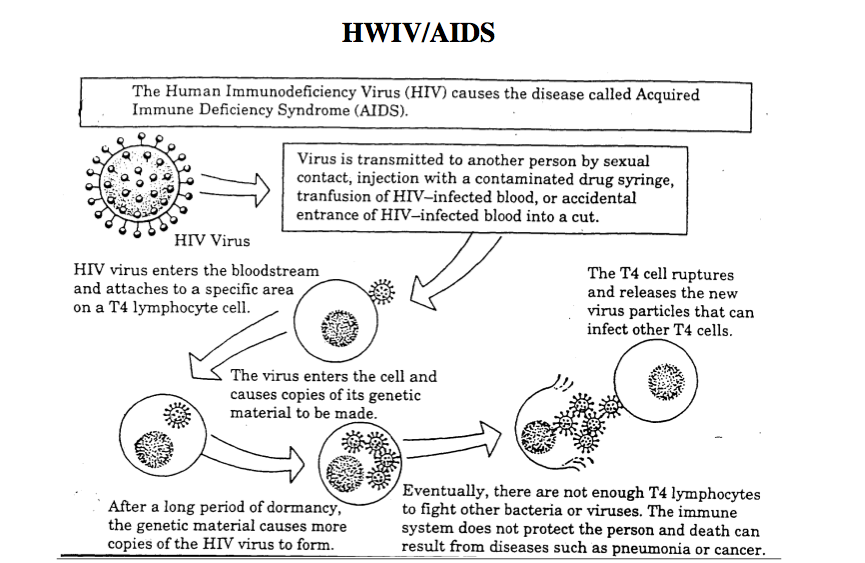 HWIV/AIDS
The Human Immunodeficiency Virus (HIV) causes the disease called Acquired
Immune Deficiency Syndrome (AIDS).
Virus is transmitted to another person by sexual
contact, injection with a contaminated drug syringe,
tranfusion of HIV–infected blood, or accidental
entrance of HIV–infected blood into a cut.
HIV Virus
HIV virus enters the bloodstream
and attaches to a specific area
on a T4 lymphocyte cell.
The T4 cell ruptures
and releases the new
virus particles that can
infect other T4 cells.
The virus enters the cell and
causes copies of its genetic
material to be made.
After a long period of dormancy,
the genetic material causes more
copies of the HIV virus to form.
Eventually, there are not enough T4 lymphocytes
to fight other bacteria or viruses. The immune
system does not protect the person and death can
result from diseases such as pneumonia or cancer.